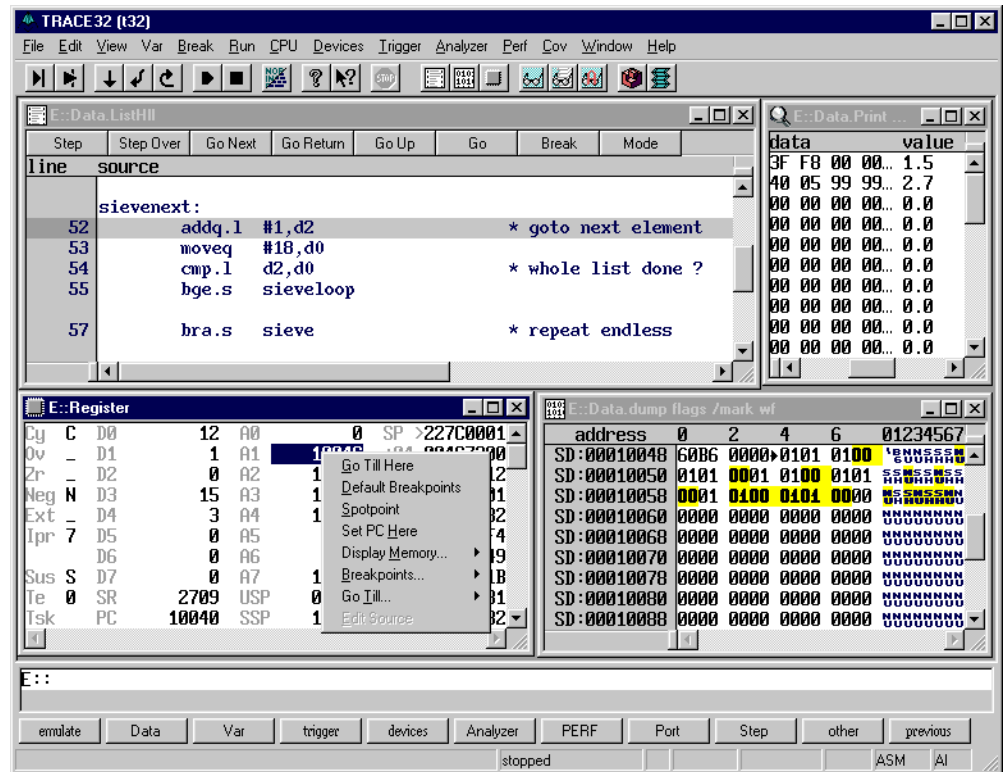 TRACE32 (t32)
File Edit View Var Break Run CPU Devices Trigger Analyzer Perf Cov Window Help
NOP
STOP
E::Data.ListHll
Step Step Over Go Next Go Return Go Up Go Break Mode
line source
sievenext:
52 addq.l #1,d2 * goto next element
53 moveq #18,d0
54 cmp.l d2,d0 * whole list done ?
55 bge.s sieveloop
57 bra.s sieve * repeat endless
E::Data.Print ...
data value
3F F8 00 00… 1.5
40 05 99 99… 2.7
00 00 00 00… 0.0
00 00 00 00… 0.0
00 00 00 00… 0.0
00 00 00 00… 0.0
00 00 00 00… 0.0
00 00 00 00… 0.0
00 00 00 00… 0.0
00 00 00 00… 0.0
E::Register
Cy C D0 12 A0 0 SP >227C0001
Ov _ D1 1 A1
Zr _ D2 0 A2 1
Neg N D3 15 A3 1
Ext _ D4 3 A4 1
Ipr 7 D5 0 A5
D6 0 A6
Sus S D7 0 A7 1
Te 0 SR 2709 USP 0
Tsk PC 10040 SSP 1
Go Till Here
Default Breakpoints
Spotpoint
Set PC Here
Display Memory...
Breakpoints...
Go Till...
Edit Source
E::Data.dump flags /mark wf
address 0 2 4 6 01234567
SD:00010048 60B6 0000 0101 0100
SD:00010050 0101 0001 0100 0101
SD:00010058 0001 0100 0101 0000
SD:00010060 0000 0000 0000 0000
SD:00010068 0000 0000 0000 0000
SD:00010070 0000 0000 0000 0000
SD:00010078 0000 0000 0000 0000
SD:00010080 0000 0000 0000 0000
SD:00010088 0000 0000 0000 0000
E::
emulate Data Var trigger devices Analyzer PERF Port Step other previous
stopped ASM AI